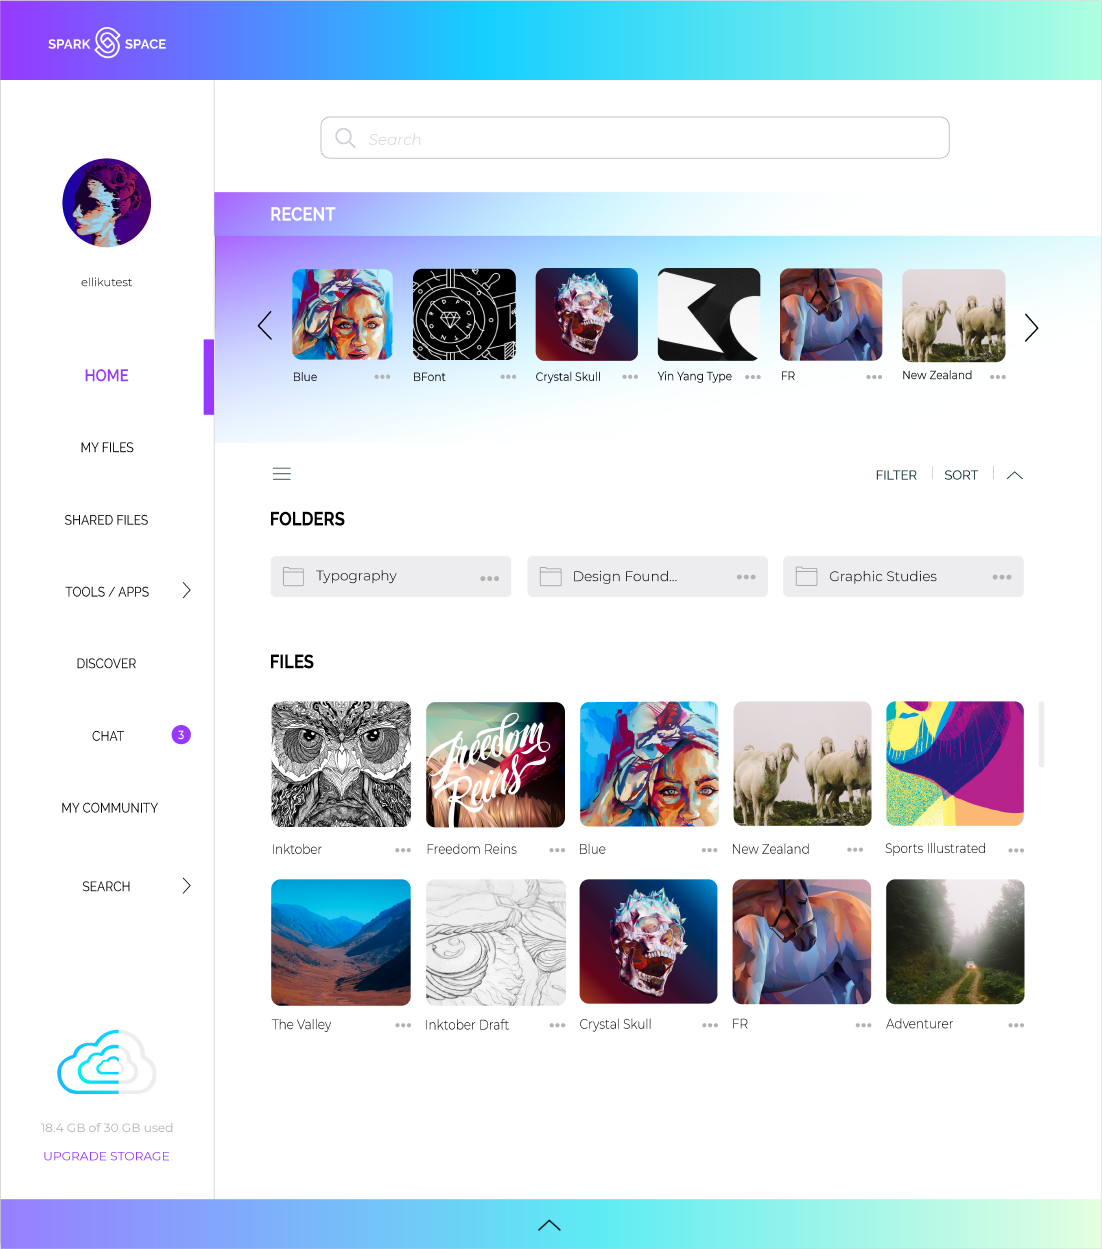 SPARK SPACE
Search
ellikutest
HOME
MY FILES
SHARED FILES
TOOLS / APPS
DISCOVER
CHAT 3
MY COMMUNITY
SEARCH
18.4 GB of 30 GB used
UPGRADE STORAGE
RECENT
Blue BFont Crystal Skull Yin Yang Type FR New Zealand
FILTER SORT
FOLDERS
Typography Design Found... Graphic Studies
FILES
Freedom
Reins
Inktober Freedom Reins Blue New Zealand Sports Illustrated
The Valley Inktober Draft Crystal Skull FR Adventurer